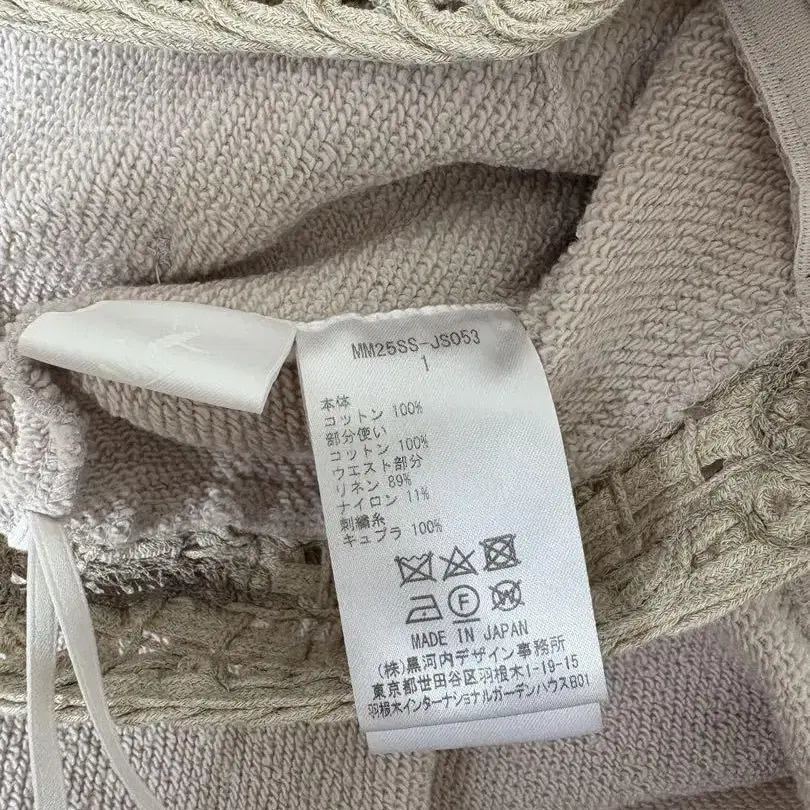 MM25SS-JS053
1
本体
コットン 100%
部分使い
コットン 100%
ウエスト部分
リネン 89%
ナイロン 11%
刺繍糸
キュプラ 100%
F
W
MADE IN JAPAN
(株)黒河内デザイン事務所
東京都世田谷区羽根木1-19-15
羽根木インターナショナルガーデンハウスB01